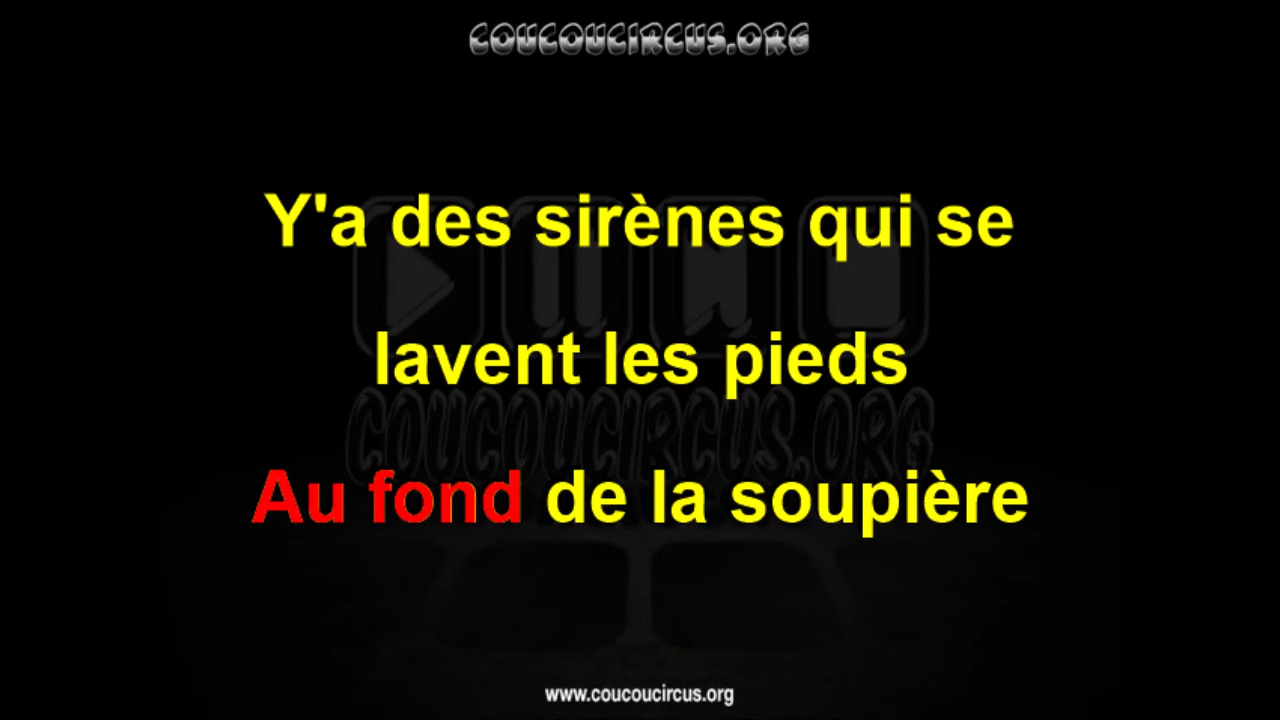 COUCOUCIRCUS.ORG
Y'a des sirènes qui se
lavent les pieds
COUCOUCIRCUS.ORG
Au fond de la soupière
www.coucoucircus.org